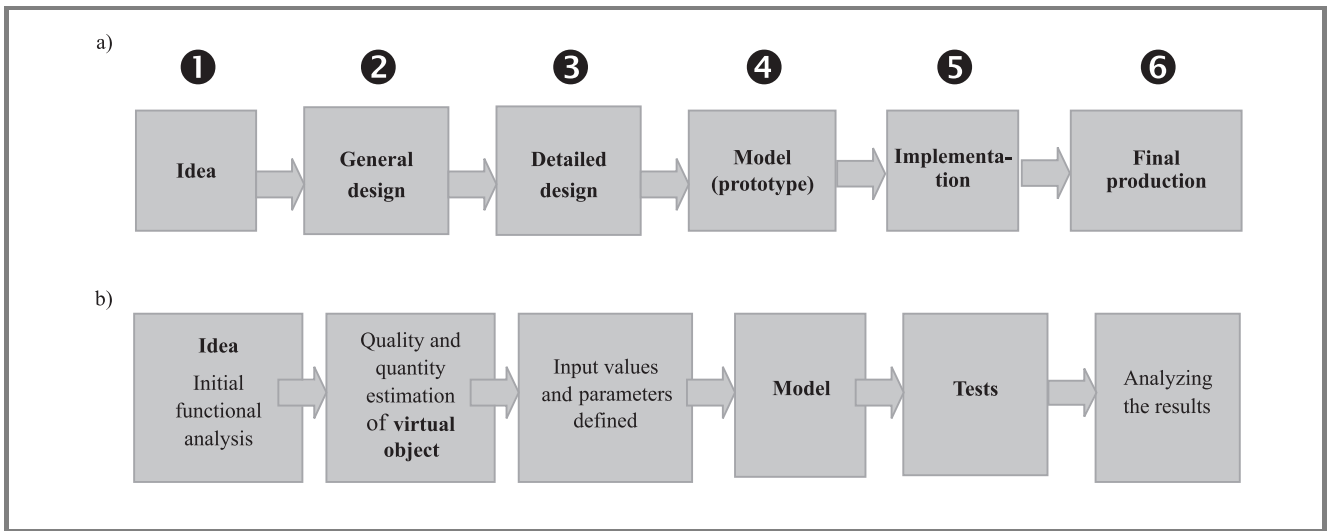 a)
❶ ❷ ❸ ❹ ❺ ❻
Idea
General
design
Detailed
design
Model
(prototype)
Implementa-
tion
Final
production
b)
Idea
Initial
functional
analysis
Quality and
quantity
estimation
of virtual
object
Input values
and parameters
defined
Model
Tests
Analyzing
the results